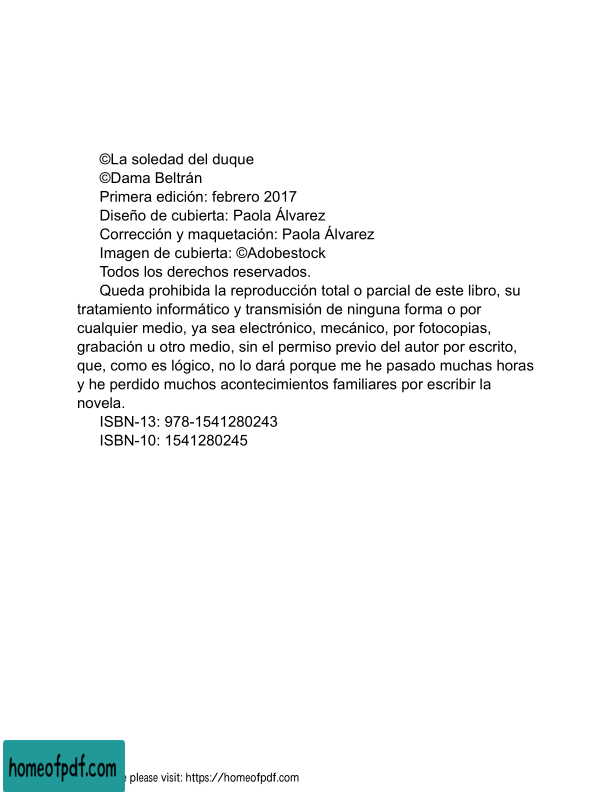 ©La soledad del duque
©Dama Beltrán
Primera edición: febrero 2017
Diseño de cubierta: Paola Álvarez
Corrección y maquetación: Paola Álvarez
Imagen de cubierta: ©Adobestock
Todos los derechos reservados.
Queda prohibida la reproducción total o parcial de este libro, su
tratamiento informático y transmisión de ninguna forma o por
cualquier medio, ya sea electrónico, mecánico, por fotocopias,
grabación u otro medio, sin el permiso previo del autor por escrito,
que, como es lógico, no lo dará porque me he pasado muchas horas
y he perdido muchos acontecimientos familiares por escribir la
novela.
ISBN-13: 978-1541280243
ISBN-10: 1541280245
homeofpdf.com
please visit: https://homeofpdf.com